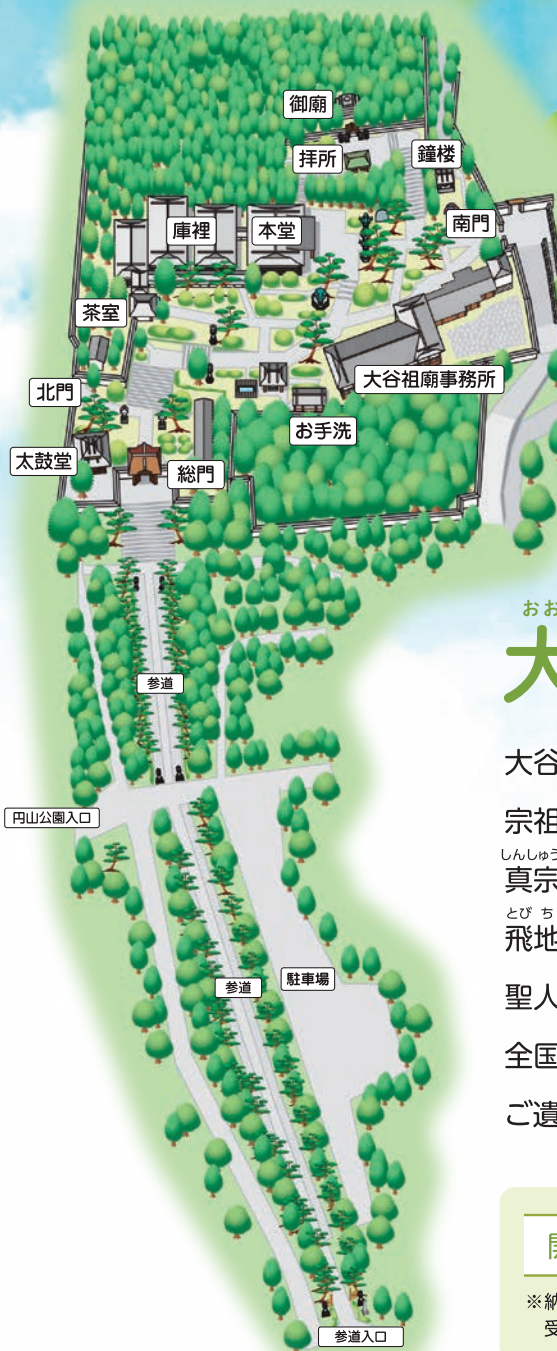 御廟
拝所
鐘楼
庫裡
本堂
南門
茶室
大谷祖廟事務所
北門
お手洗
太鼓堂
総門
参道
円山公園入口
参道
駐車場
参道入口
おお
大
大谷
宗祖
しんしゅう
真宗
とび ち
飛地
聖人
全国
ご遺
開
※納
受